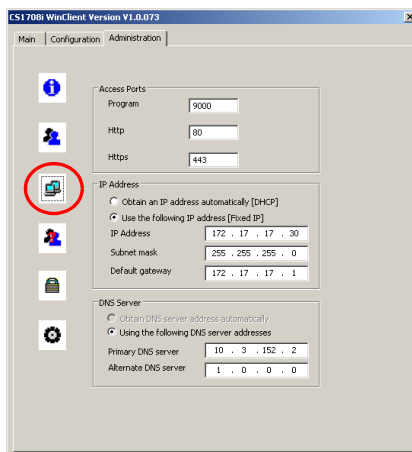 CS1708i WinClient Version V1.0.073
Main Configuration Administration
Access Ports
Program 9000
Http 80
Https 443
IP Address
Obtain an IP address automatically [DHCP]
Use the following IP address [Fixed IP]
IP Address 172 . 17 . 17 . 30
Subnet mask 255 . 255 . 255 . 0
Default gateway 172 . 17 . 17 . 1
DNS Server
Obtain DNS server address automatically
Using the following DNS server addresses
Primary DNS server 10 . 3 . 152 . 2
Alternate DNS server 1 . 0 . 0 . 0